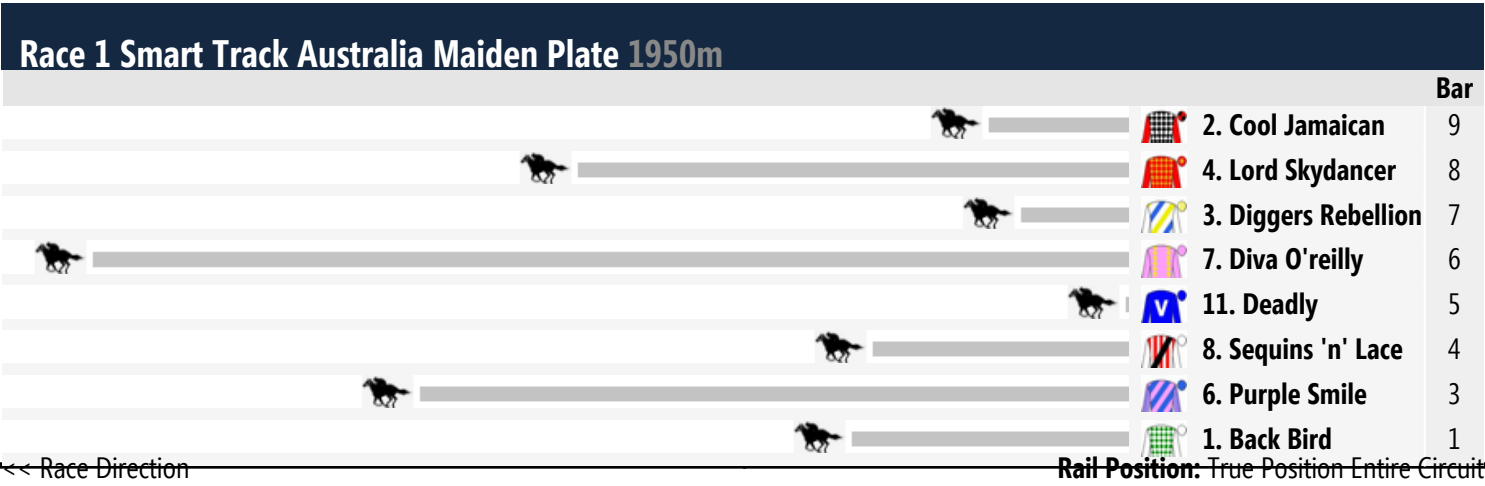 Race 1 Smart Track Australia Maiden Plate 1950m
Bar
2. Cool Jamaican 9
4. Lord Skydancer 8
3. Diggers Rebellion 7
7. Diva O'reilly 6
V 11. Deadly 5
8. Sequins 'n' Lace 4
6. Purple Smile 3
1. Back Bird 1
<< Race Direction Rail Position: True Position Entire Circuit